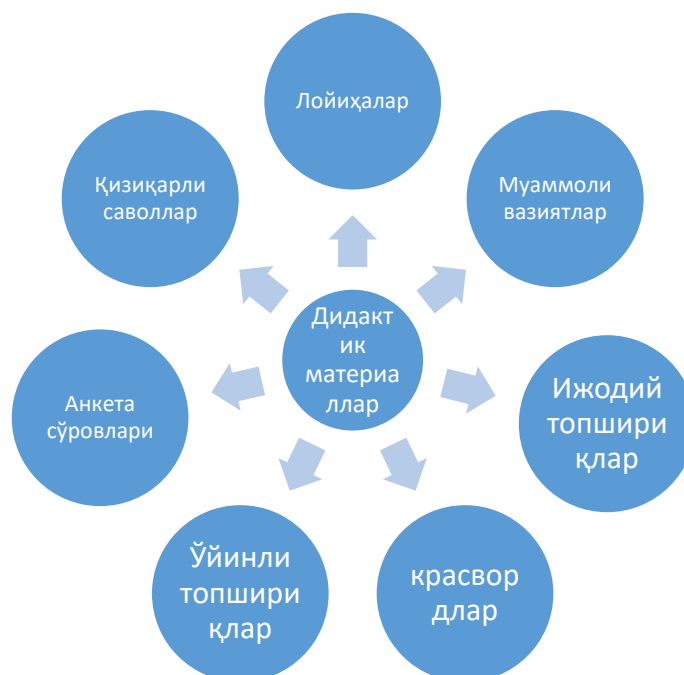 Лойиҳалар
Муаммоли
вазиятлар
Ижодий
топшири
қлар
красвор
длар
Ўйинли
топшири
қлар
Анкета
сўровлари
Қизиқарли
саволлар
Дидакт
ик
материа
ллар